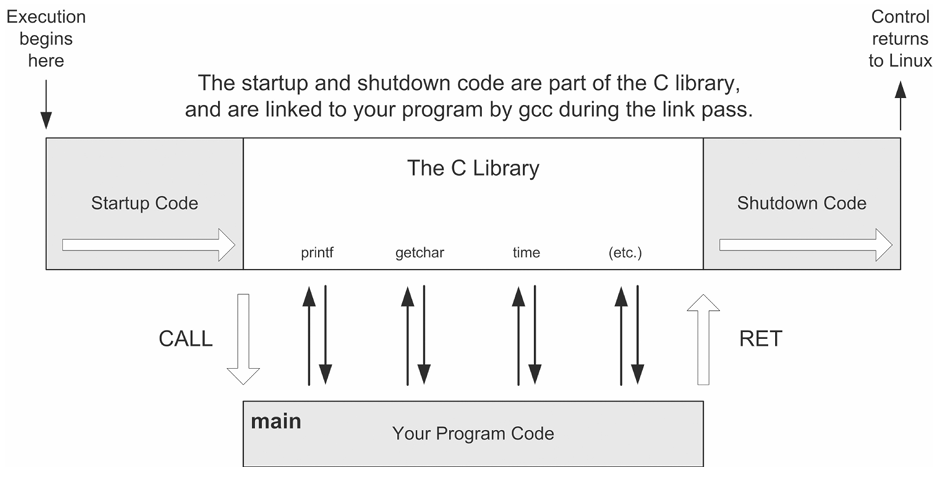 Execution
begins
here
Control
returns
to Linux
The startup and shutdown code are part of the C library,
and are linked to your program by gcc during the link pass.
The C Library
Startup Code
Shutdown Code
printf
getchar
time
(etc.)
CALL
RET
main
Your Program Code